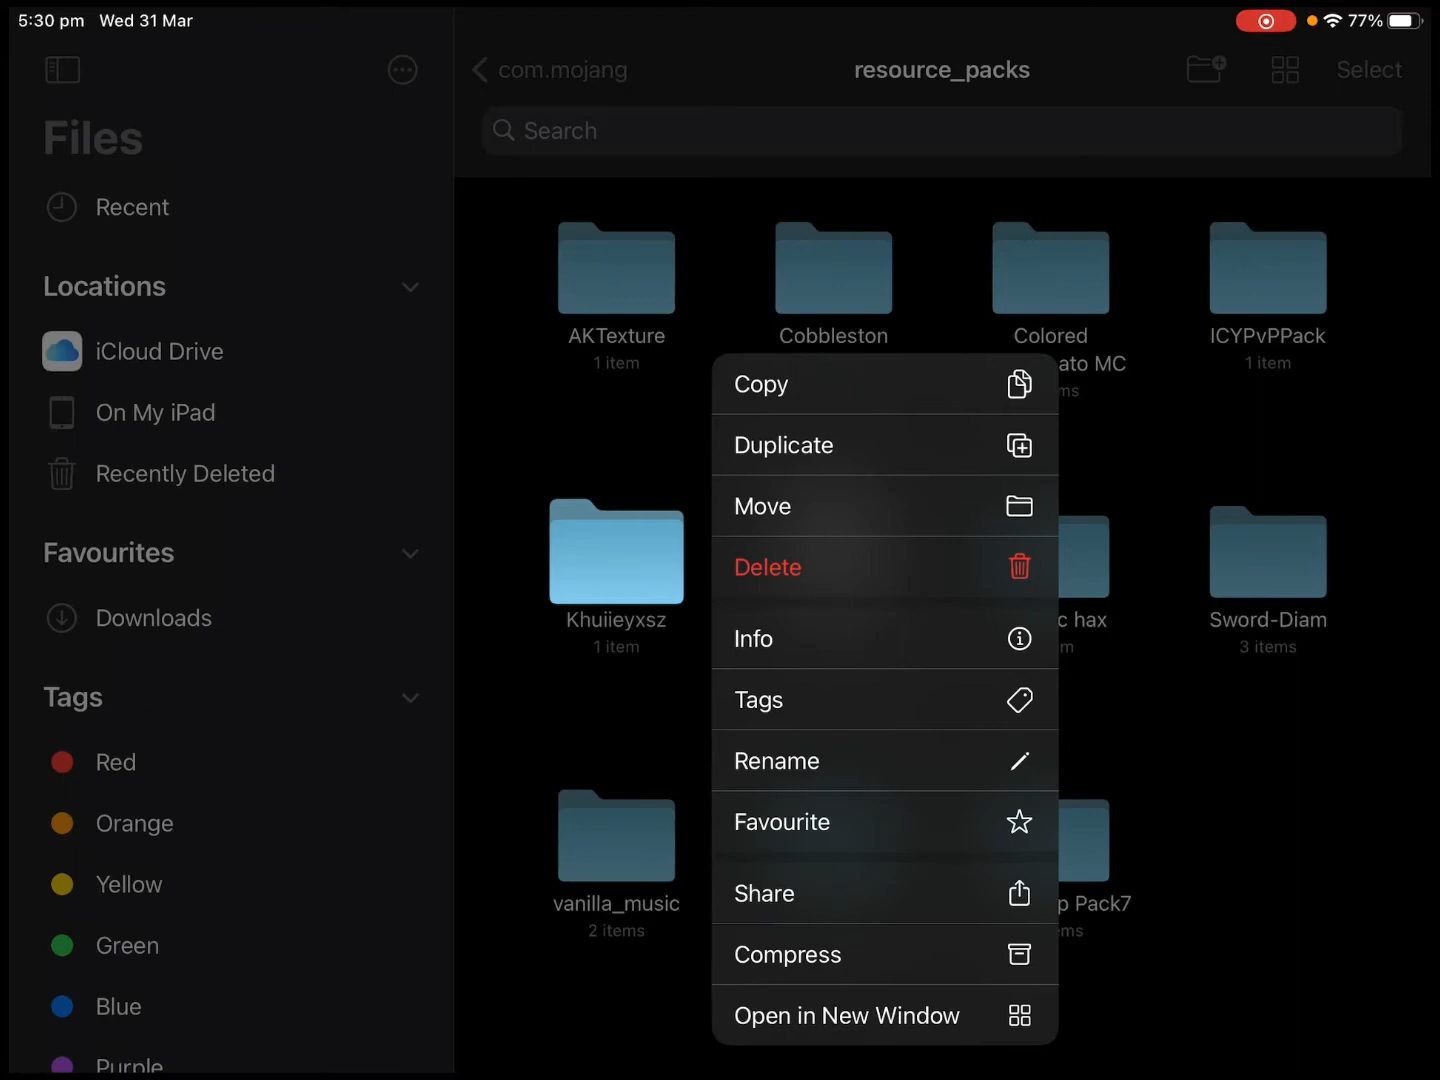 5:30 pm Wed 31 Mar
77%
Files
Recent
Locations
iCloud Drive
On My iPad
Recently Deleted
Favourites
Downloads
Tags
Red
Orange
Yellow
Green
Blue
Purple
com.mojang
resource_packs
Select
Search
AKTexture
1 item
Cobbleston
Colored
ato MC
ms
ICYPvPPack
1 item
Khuiieyxsz
1 item
c hax
m
Sword-Diam
3 items
vanilla_music
2 items
p Pack7
ms
Copy
Duplicate
Move
Delete
Info
Tags
Rename
Favourite
Share
Compress
Open in New Window